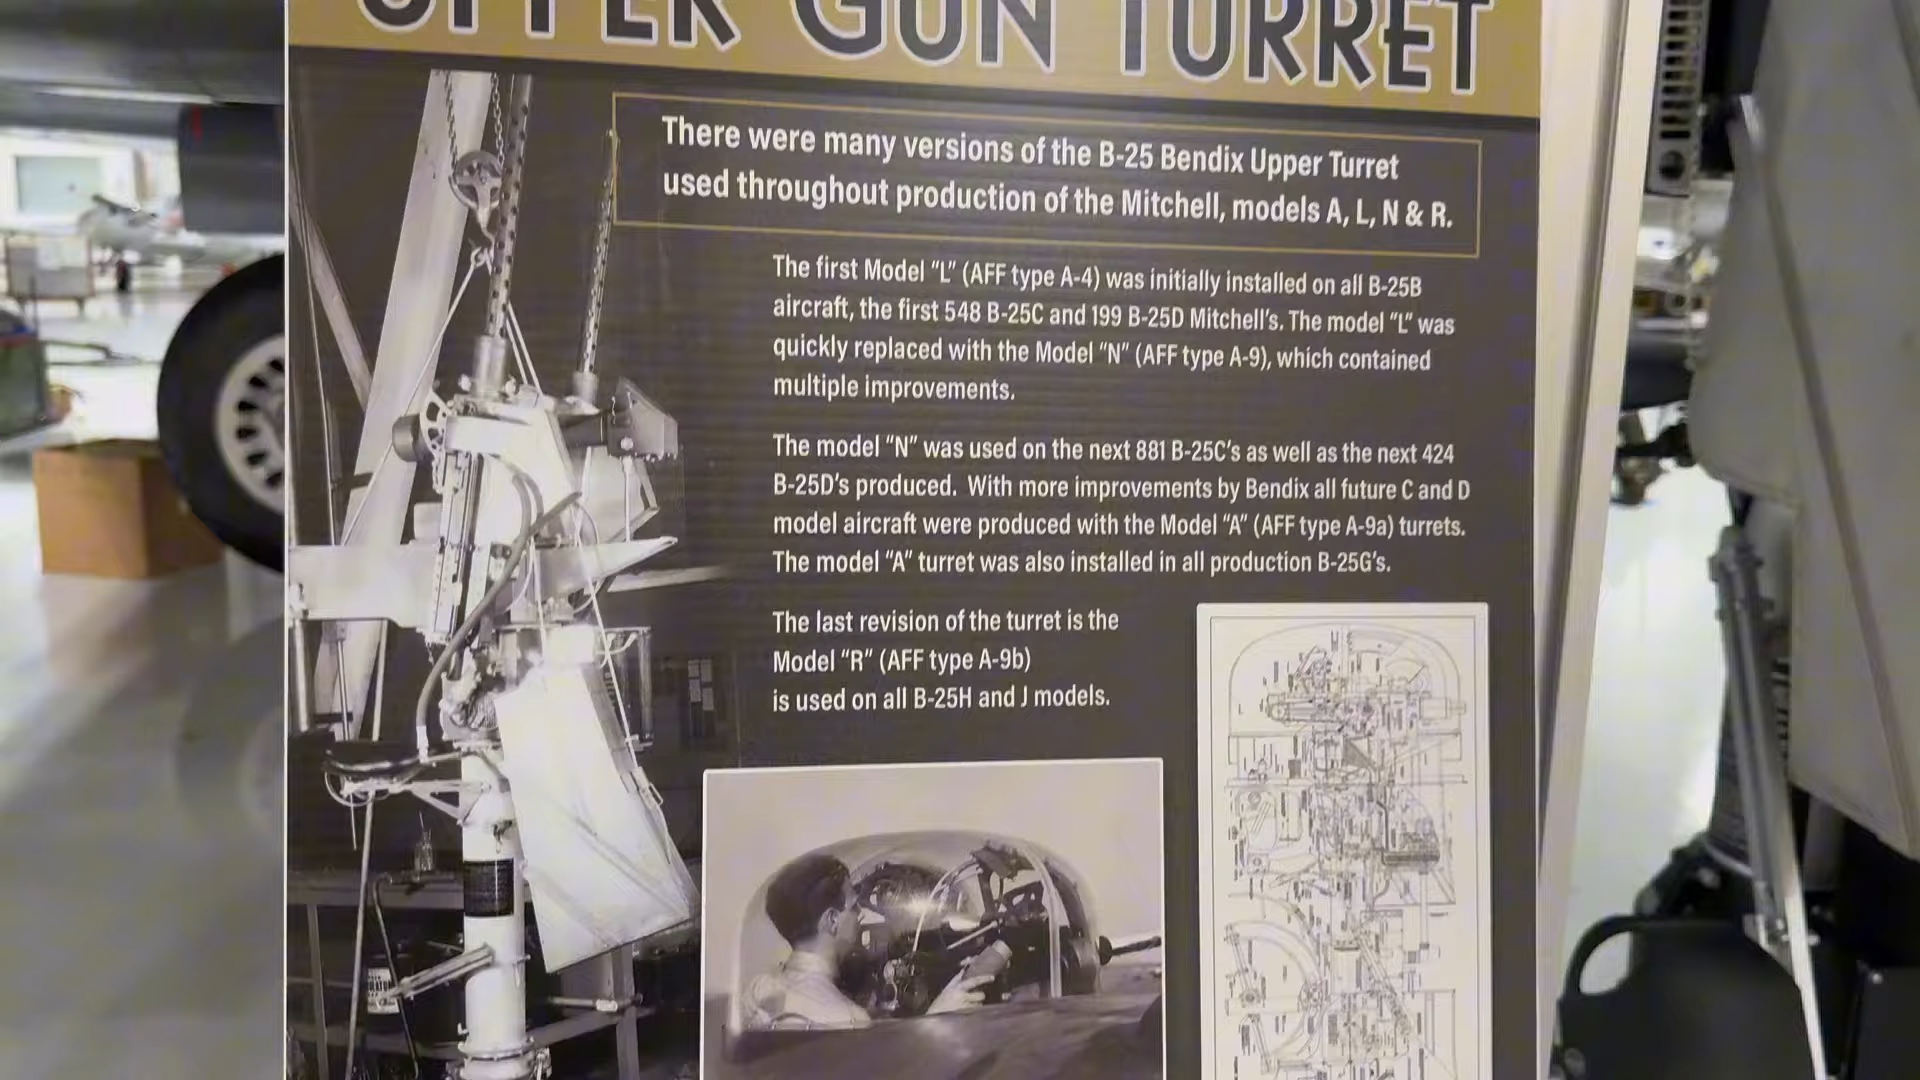 UPPER GUN TURRET
There were many versions of the B-25 Bendix Upper Turret
used throughout production of the Mitchell, models A, L, N & R.
The first Model “L” (AFF type A-4) was initially installed on all B-25B
aircraft, the first 548 B-25C and 199 B-25D Mitchell’s. The model “L” was
quickly replaced with the Model “N” (AFF type A-9), which contained
multiple improvements.
The model “N” was used on the next 881 B-25C’s as well as the next 424
B-25D’s produced. With more improvements by Bendix all future C and D
model aircraft were produced with the Model “A” (AFF type A-9a) turrets.
The model “A” turret was also installed in all production B-25G’s.
The last revision of the turret is the
Model “R” (AFF type A-9b)
is used on all B-25H and J models.